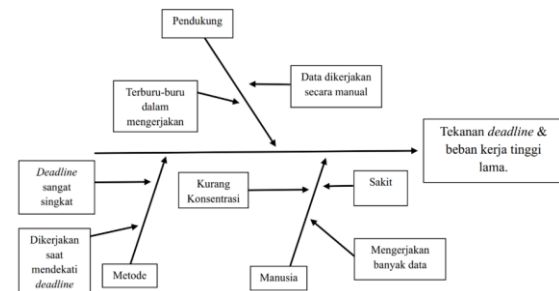 Pendukung
Terburu-buru
dalam
mengerjakan
Data dikerjakan
secara manual
Tekanan deadline &
beban kerja tinggi
lama.
Deadline
sangat
singkat
Kurang
Konsentrasi
Sakit
Dikerjakan
saat
mendekati
deadline
Metode
Manusia
Mengerjakan
banyak data